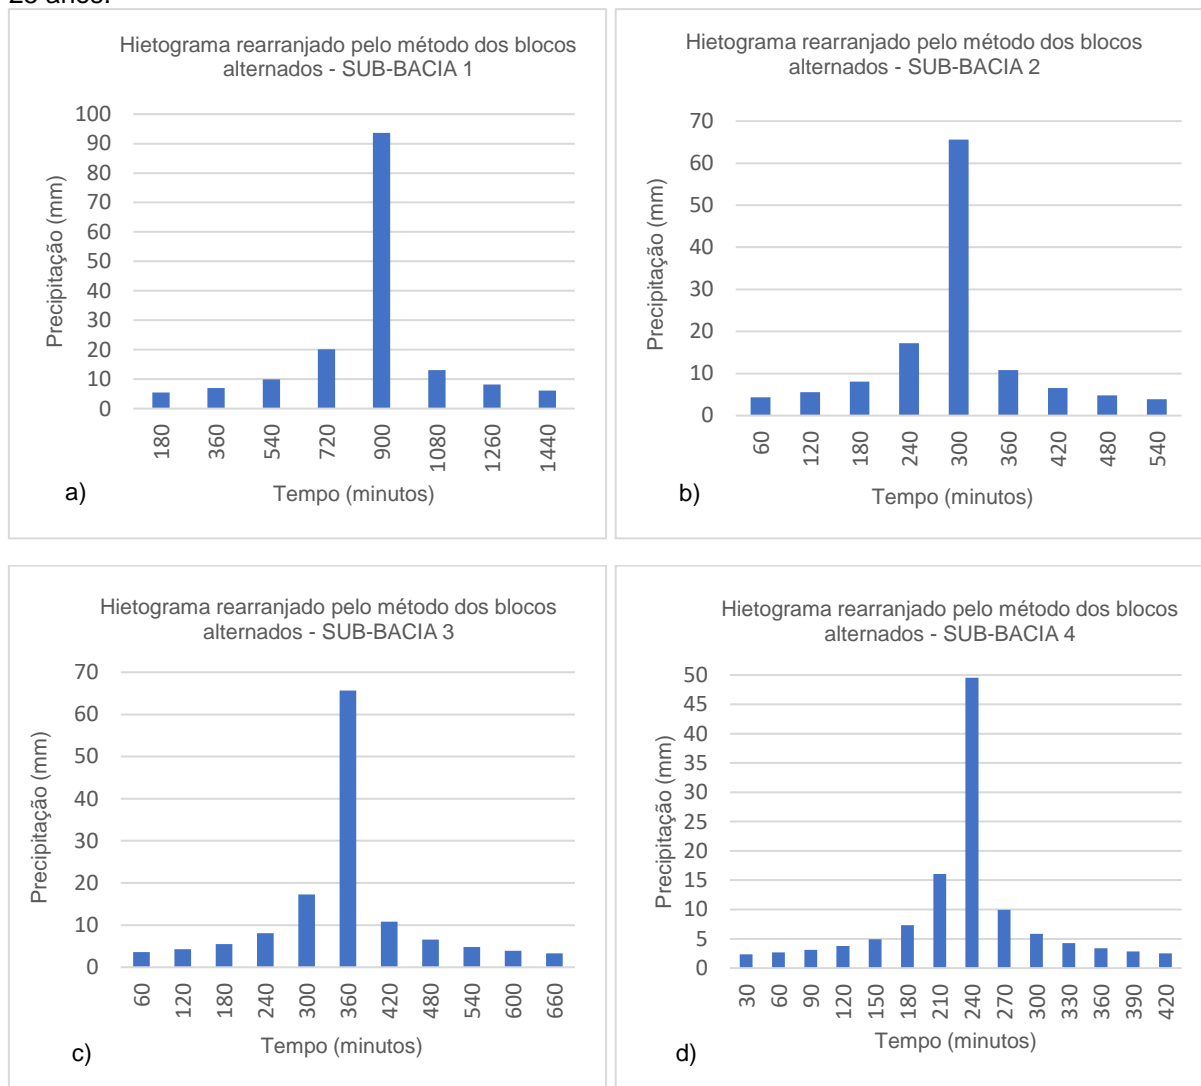 25 anos.
Hietograma rearranjado pelo método dos blocos
alternados - SUB-BACIA 1
100
90
80
70
60
50
40
30
20
10
0
Precipitação (mm)
180 360 540 720 900 1080 1260 1440
a)
Tempo (minutos)
Hietograma rearranjado pelo método dos blocos
alternados - SUB-BACIA 2
70
60
50
40
30
20
10
0
Precipitação (mm)
60 120 180 240 300 360 420 480 540
b)
Tempo (minutos)
Hietograma rearranjado pelo método dos blocos
alternados - SUB-BACIA 3
70
60
50
40
30
20
10
0
Precipitação (mm)
60 120 180 240 300 360 420 480 540 600 660
c)
Tempo (minutos)
Hietograma rearranjado pelo método dos blocos
alternados - SUB-BACIA 4
50
45
40
35
30
25
20
15
10
5
0
Precipitação (mm)
30 60 90 120 150 180 210 240 270 300 330 360 390 420
d)
Tempo (minutos)